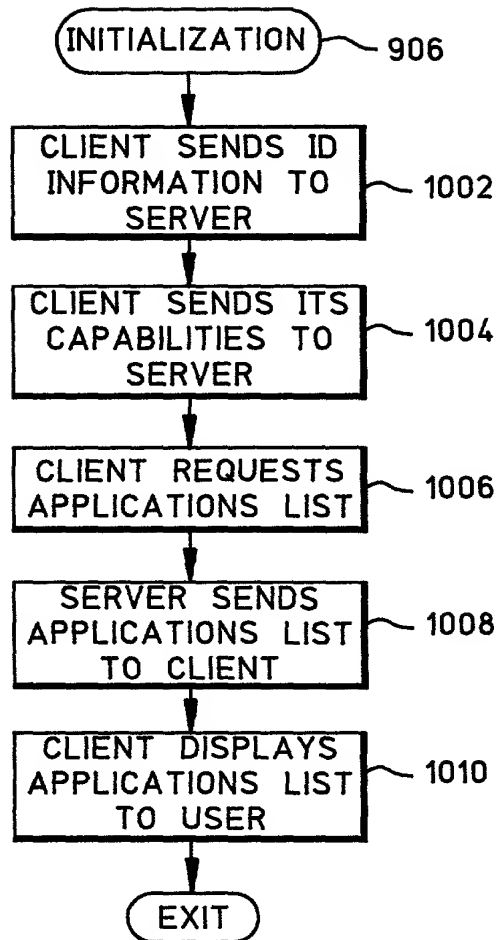 INITIALIZATION
906
CLIENT SENDS ID
INFORMATION TO
SERVER
1002
CLIENT SENDS ITS
CAPABILITIES TO
SERVER
1004
CLIENT REQUESTS
APPLICATIONS LIST
1006
SERVER SENDS
APPLICATIONS LIST
TO CLIENT
1008
CLIENT DISPLAYS
APPLICATIONS LIST
TO USER
1010
EXIT